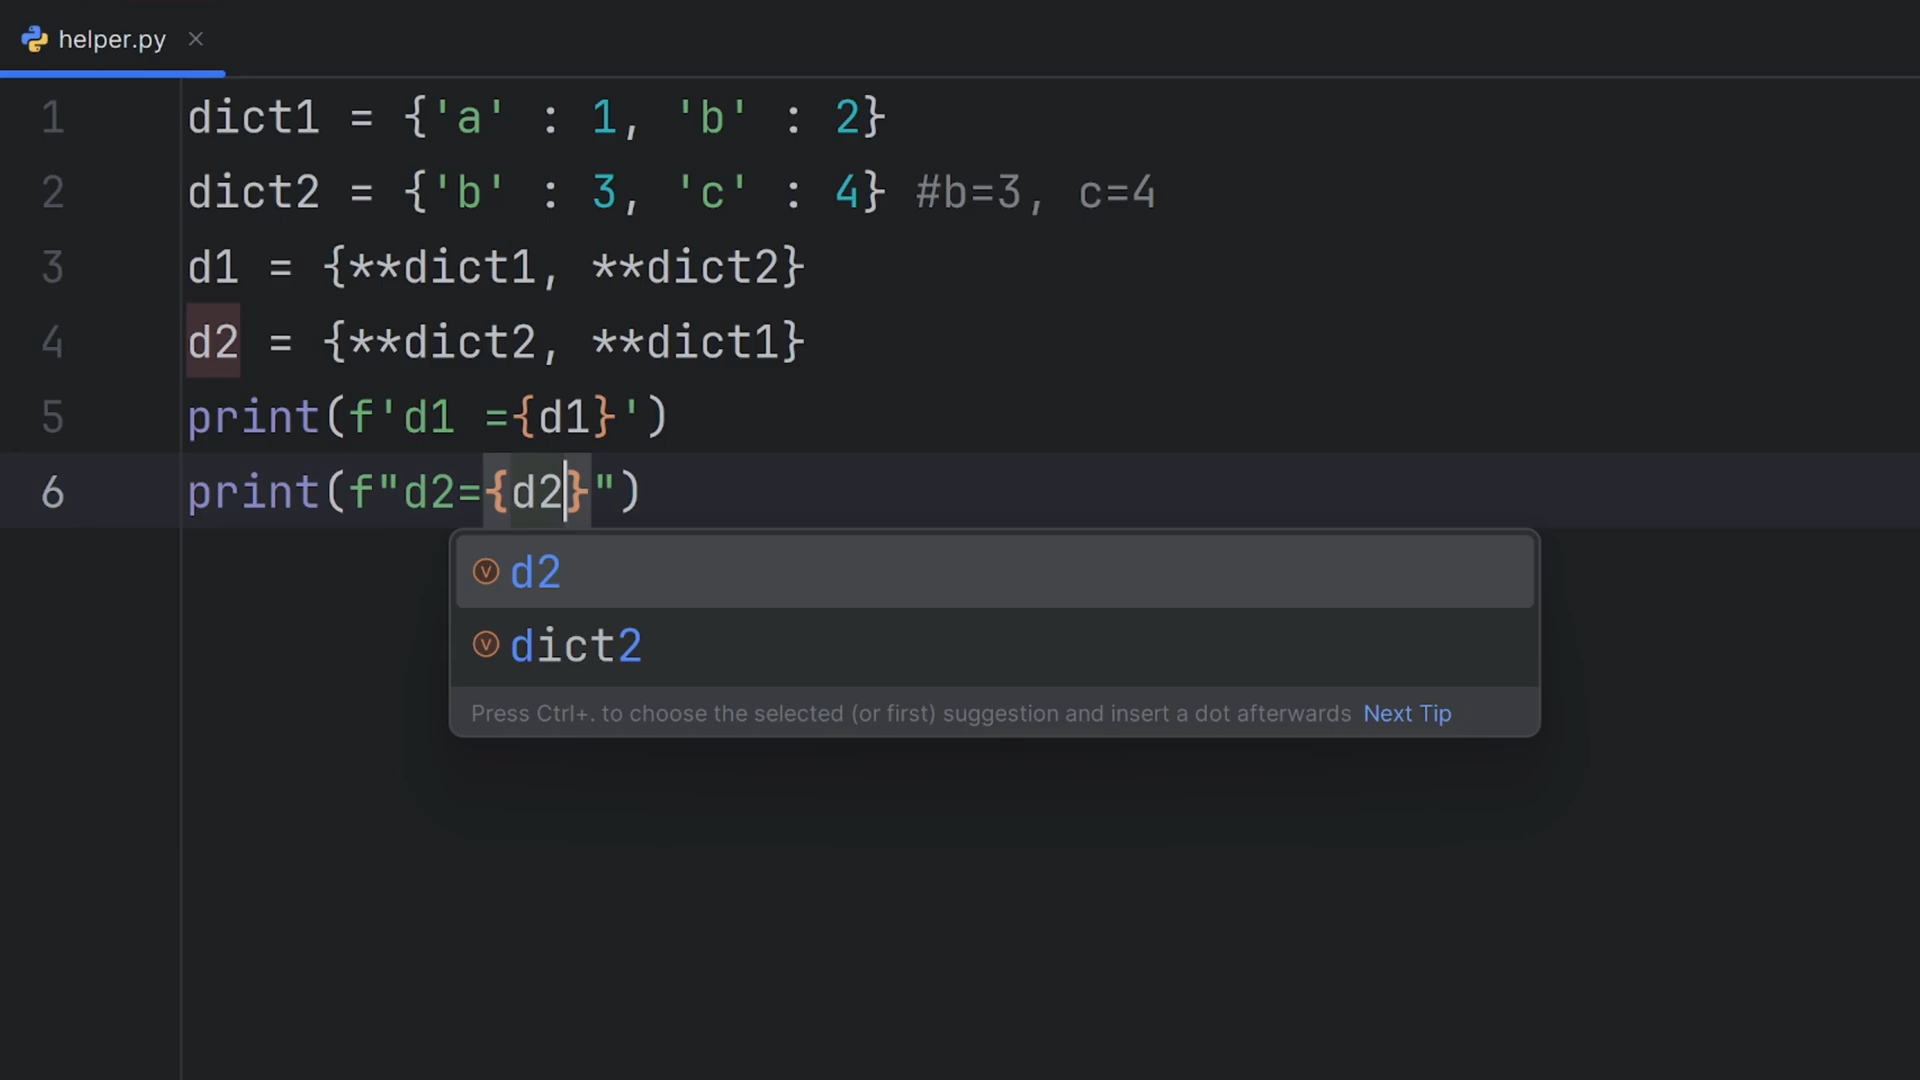 helper.py ×
1 dict1 = {'a' : 1, 'b' : 2}
2 dict2 = {'b' : 3, 'c' : 4} #b=3, c=4
3 d1 = {**dict1, **dict2}
4 d2 = {**dict2, **dict1}
5 print(f'd1 ={d1}')
6 print(f"d2={d2}")
v d2
v dict2
Press Ctrl+. to choose the selected (or first) suggestion and insert a dot afterwards Next Tip